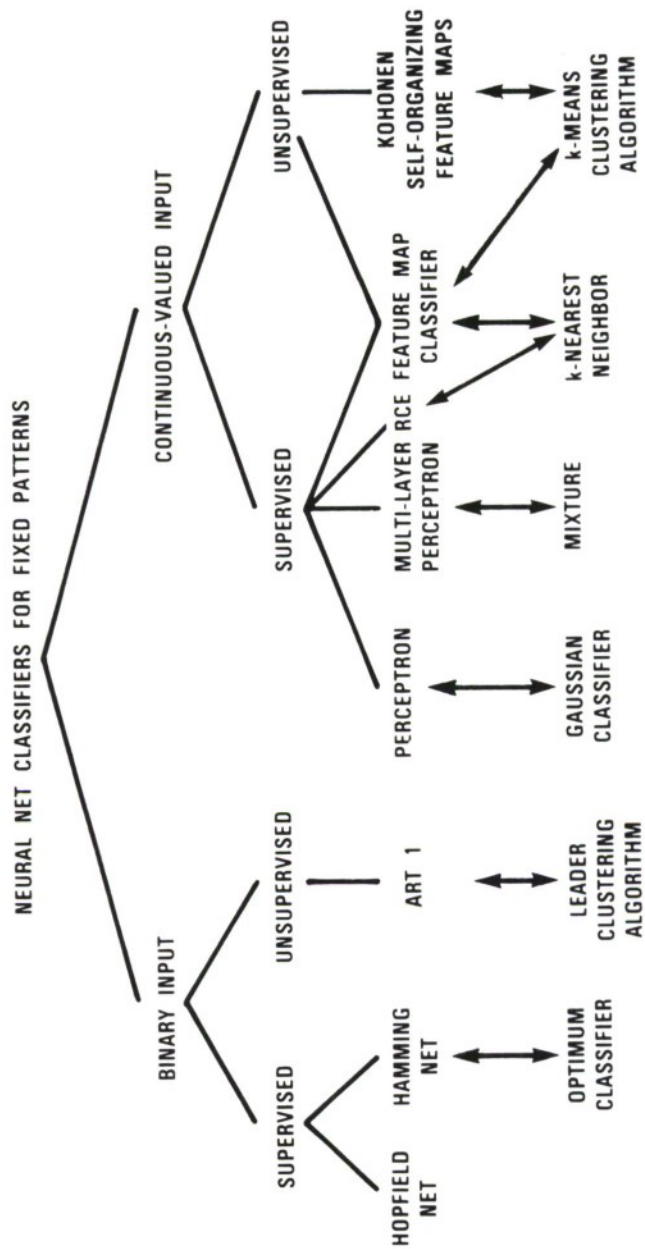 NEURAL NET CLASSIFIERS FOR FIXED PATTERNS
BINARY INPUT
CONTINUOUS-VALUED INPUT
SUPERVISED
UNSUPERVISED
SUPERVISED
UNSUPERVISED
HOPFIELD
NET
HAMMING
NET
ART 1
PERCEPTRON
MULTI-LAYER
PERCEPTRON
RCE
FEATURE MAP
CLASSIFIER
KOHONEN
SELF-ORGANIZING
FEATURE MAPS
OPTIMUM
CLASSIFIER
LEADER
CLUSTERING
ALGORITHM
GAUSSIAN
CLASSIFIER
MIXTURE
k-NEAREST
NEIGHBOR
k-MEANS
CLUSTERING
ALGORITHM